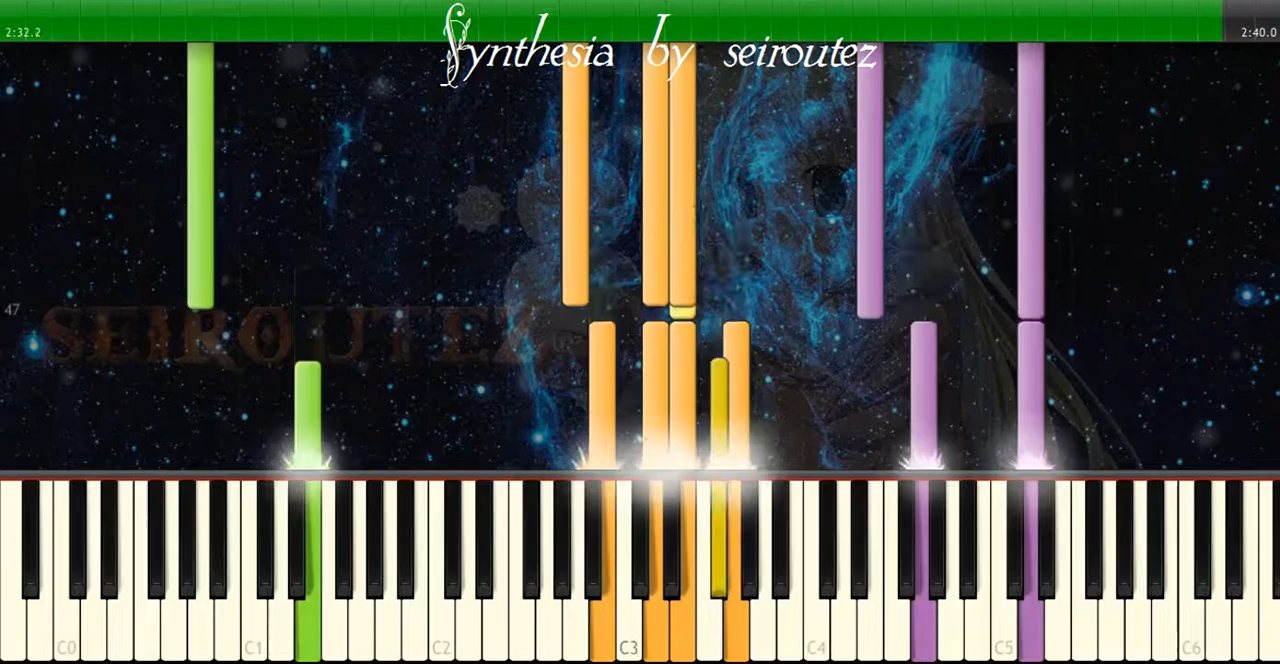 2:32.2
2:40.0
Synthesia by seiroutez
47
SEIROUTEZ
C0 C1 C2 C3 C4 C5 C6